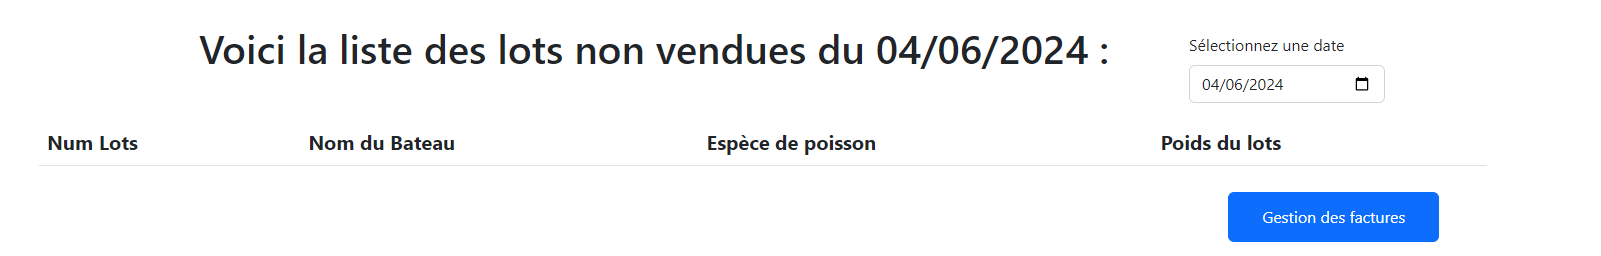 Voici la liste des lots non vendues du 04/06/2024 :
Sélectionnez une date
04/06/2024
Num Lots Nom du Bateau Espèce de poisson Poids du lots
Gestion des factures